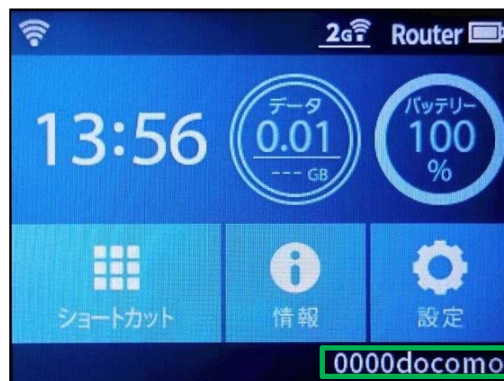 2G Router
13:56
データ
0.01
--- GB
バッテリー
100
%
ショートカット
情報
設定
0000docomo